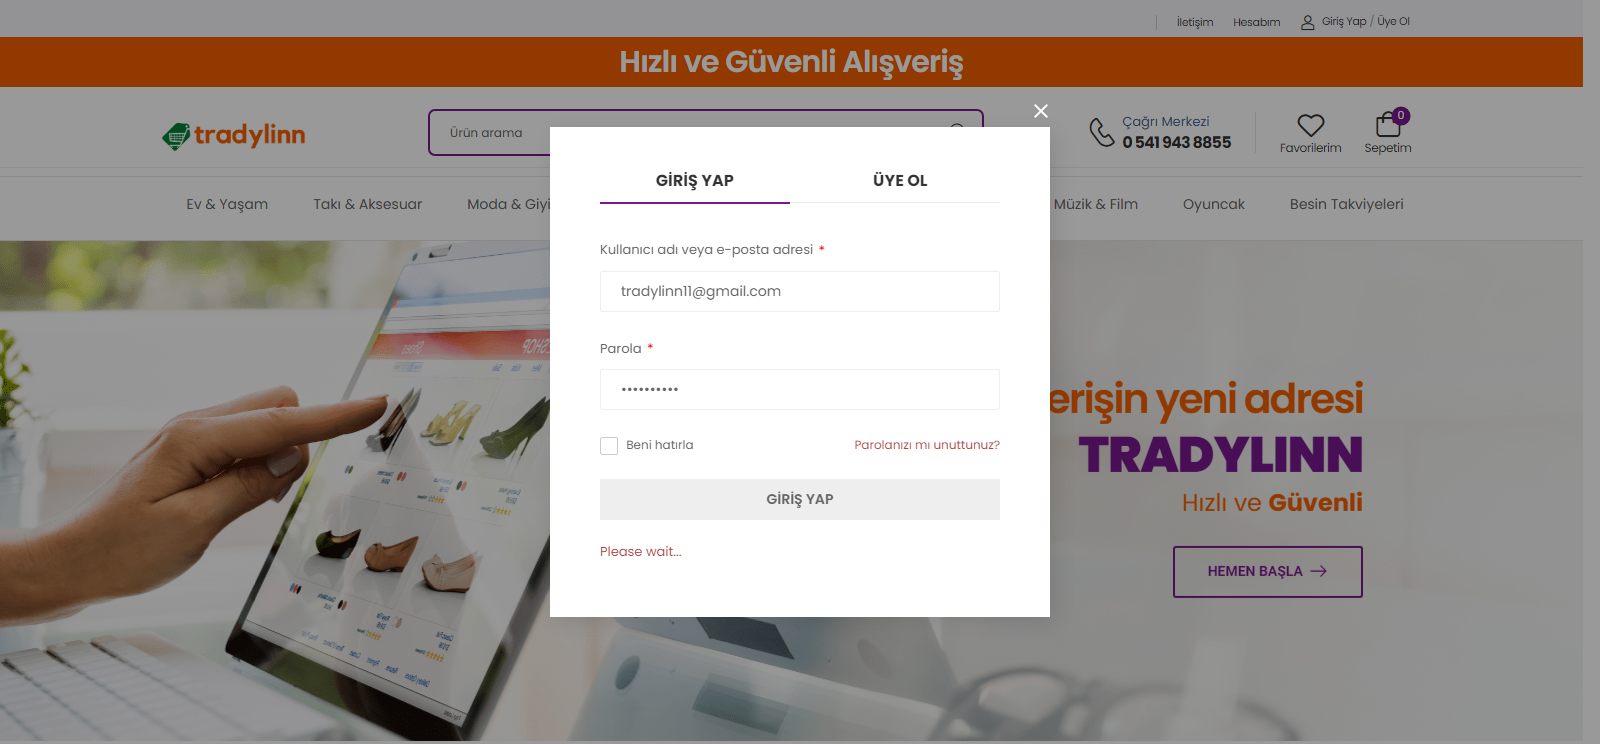 İletişim
Hesabım
Giriş Yap / Üye Ol
Hızlı ve Güvenli Alışveriş
tradylinn
Ürün arama
Çağrı Merkezi
0 541 943 8855
Favorilerim
0
Sepetim
Ev & Yaşam
Takı & Aksesuar
Moda & Giyi
Müzik & Film
Oyuncak
Besin Takviyeleri
GİRİŞ YAP
ÜYE OL
Kullanıcı adı veya e-posta adresi *
tradylinn11@gmail.com
Parola *
Beni hatırla
Parolanızı mı unuttunuz?
GİRİŞ YAP
Please wait...
erişin yeni adresi
TRADYLINN
Hızlı ve Güvenli
HEMEN BAŞLA